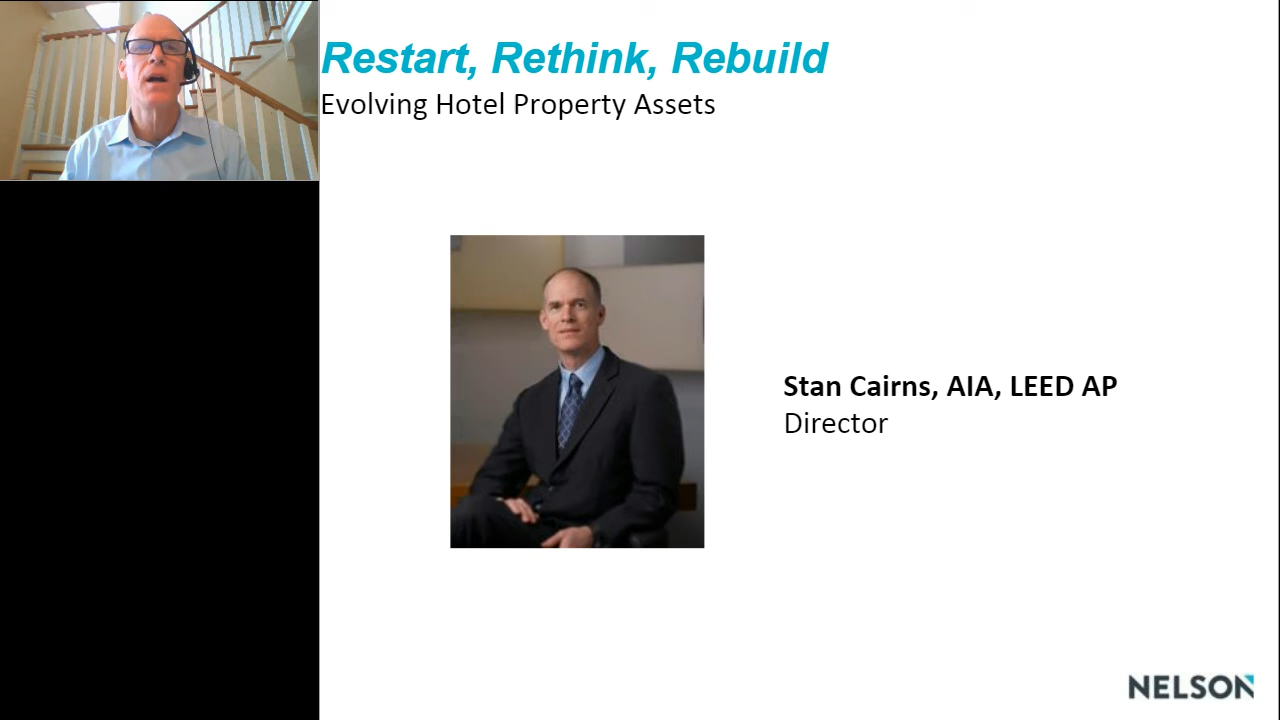 Restart, Rethink, Rebuild
Evolving Hotel Property Assets
Stan Cairns, AIA, LEED AP
Director
NELSON